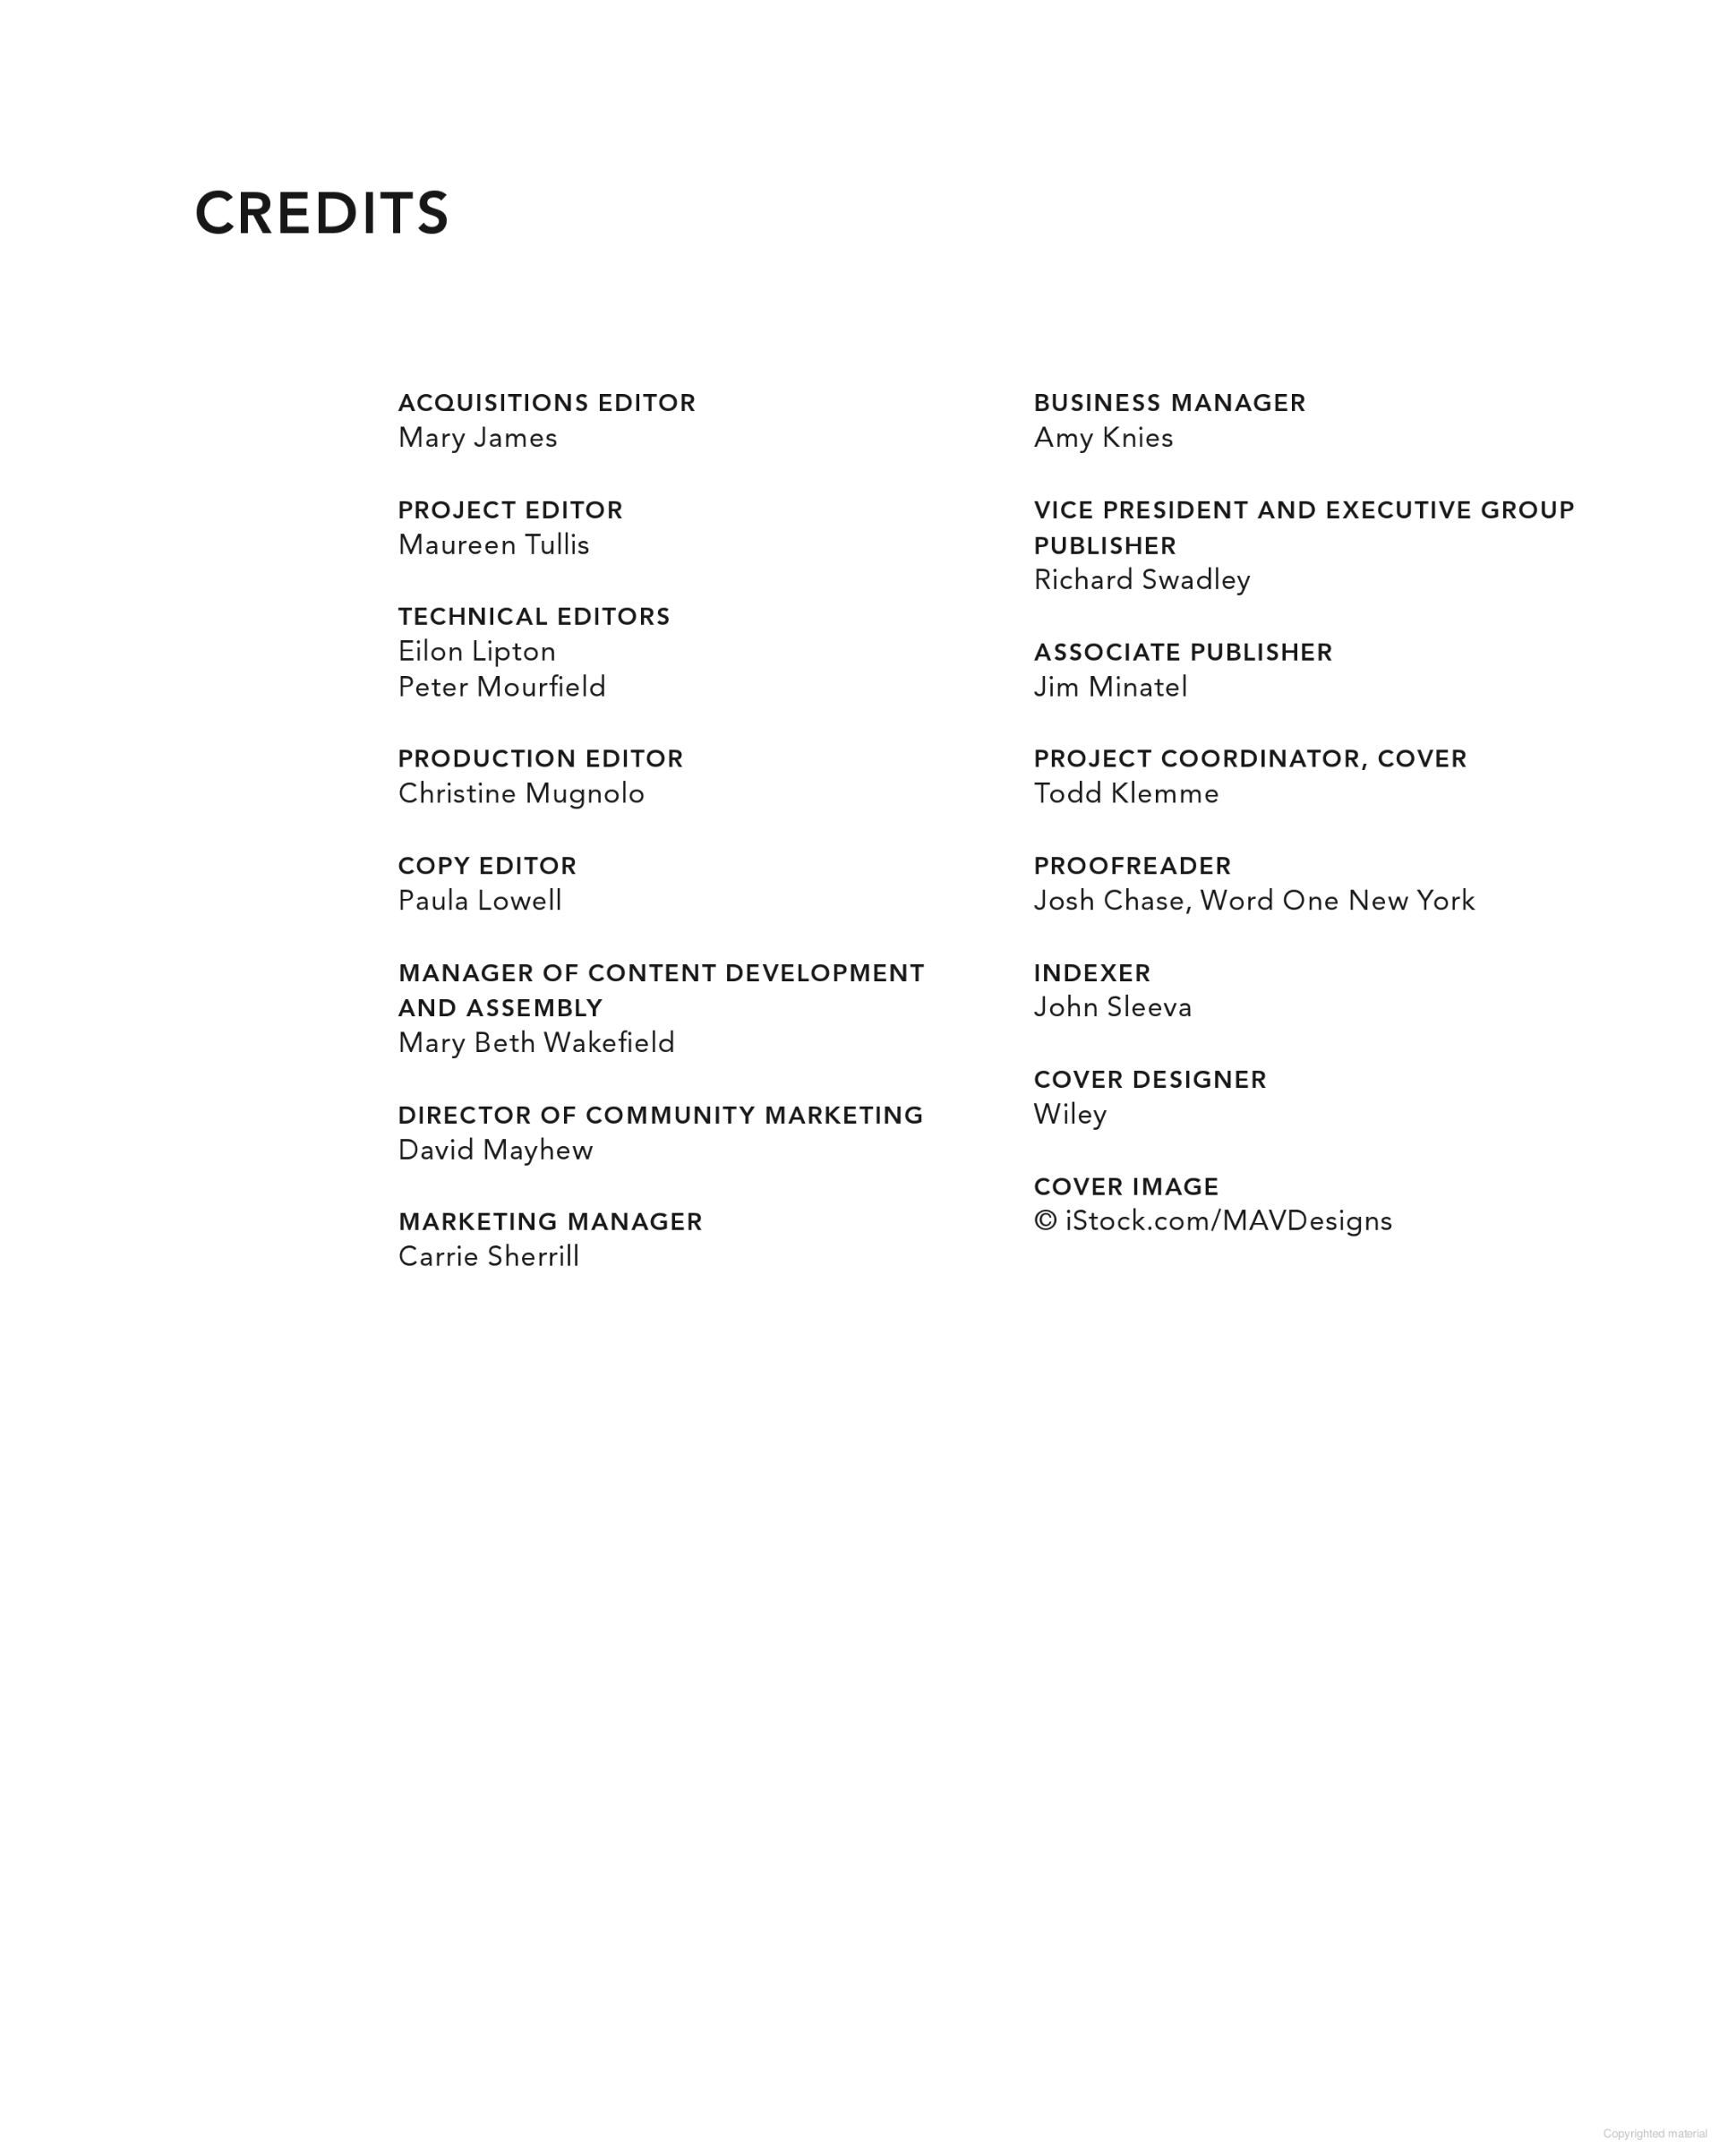 CREDITS
ACQUISITIONS EDITOR
Mary James
PROJECT EDITOR
Maureen Tullis
TECHNICAL EDITORS
Eilon Lipton
Peter Mourfield
PRODUCTION EDITOR
Christine Mugnolo
COPY EDITOR
Paula Lowell
MANAGER OF CONTENT DEVELOPMENT
AND ASSEMBLY
Mary Beth Wakefield
DIRECTOR OF COMMUNITY MARKETING
David Mayhew
MARKETING MANAGER
Carrie Sherrill
BUSINESS MANAGER
Amy Knies
VICE PRESIDENT AND EXECUTIVE GROUP
PUBLISHER
Richard Swadley
ASSOCIATE PUBLISHER
Jim Minatel
PROJECT COORDINATOR, COVER
Todd Klemme
PROOFREADER
Josh Chase, Word One New York
INDEXER
John Sleeva
COVER DESIGNER
Wiley
COVER IMAGE
© iStock.com/MAVDesigns
Copyrighted material